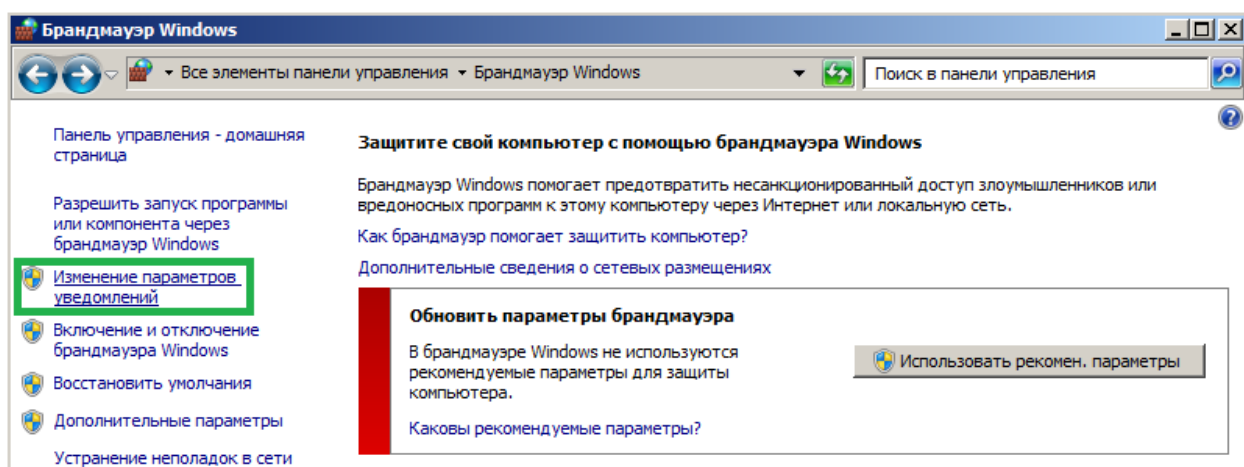 Брандмауэр Windows
Все элементы панели управления Брандмауэр Windows
Поиск в панели управления
Панель управления - домашняя
страница
Разрешить запуск программы
или компонента через
брандмауэр Windows
Изменение параметров
уведомлений
Включение и отключение
брандмауэра Windows
Восстановить умолчания
Дополнительные параметры
Устранение неполадок в сети
Защитите свой компьютер с помощью брандмауэра Windows
Брандмауэр Windows помогает предотвратить несанкционированный доступ злоумышленников или
вредоносных программ к этому компьютеру через Интернет или локальную сеть.
Как брандмауэр помогает защитить компьютер?
Дополнительные сведения о сетевых размещениях
Обновить параметры брандмауэра
В брандмауэре Windows не используются
рекомендуемые параметры для защиты
компьютера.
Использовать рекомен. параметры
Каковы рекомендуемые параметры?